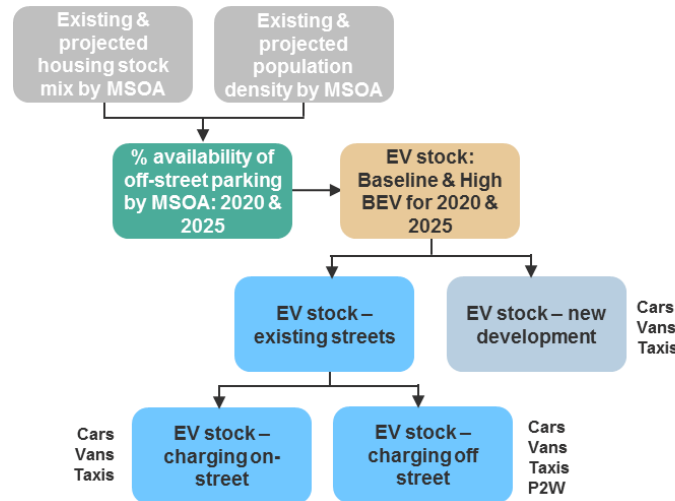 Existing &
projected
housing stock
mix by MSOA
Existing &
projected
population
density by MSOA
% availability of
off-street parking
by MSOA: 2020 &
2025
EV stock:
Baseline & High
BEV for 2020 &
2025
EV stock –
existing streets
EV stock – new
development
Cars
Vans
Taxis
Cars
Vans
Taxis
EV stock –
charging on-
street
EV stock –
charging off
street
Cars
Vans
Taxis
P2W